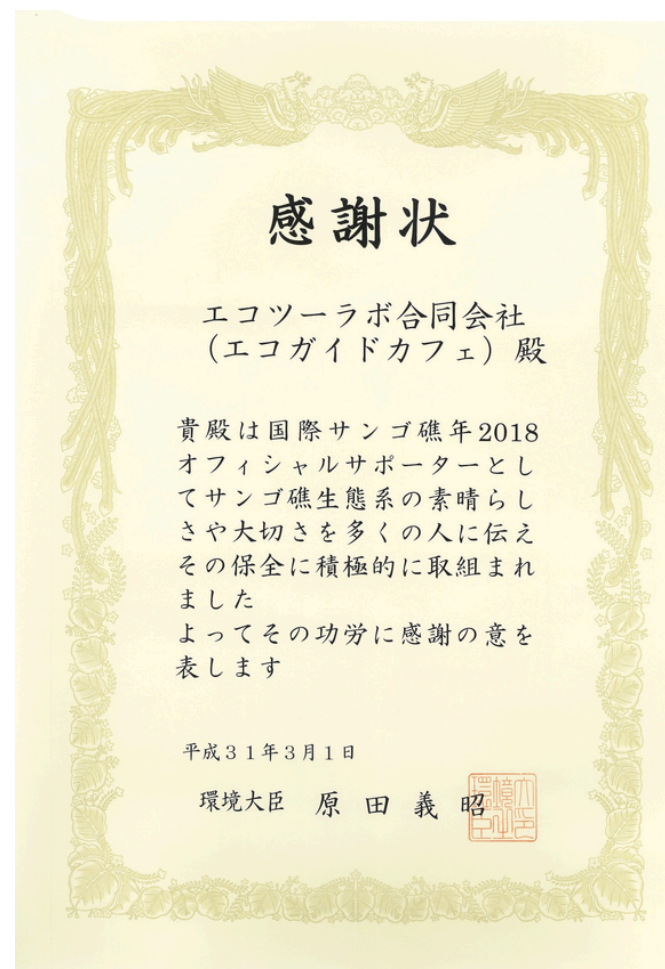 感謝状
エコツーラボ合同会社
（エコガイドカフェ）殿
貴殿は国際サンゴ礁年2018
オフィシャルサポーターとし
てサンゴ礁生態系の素晴らし
さや大切さを多くの人に伝え
その保全に積極的に取組まれ
ました
よってその功労に感謝の意を
表します
平成31年3月1日
環境大臣 原田義昭
環境大臣之印